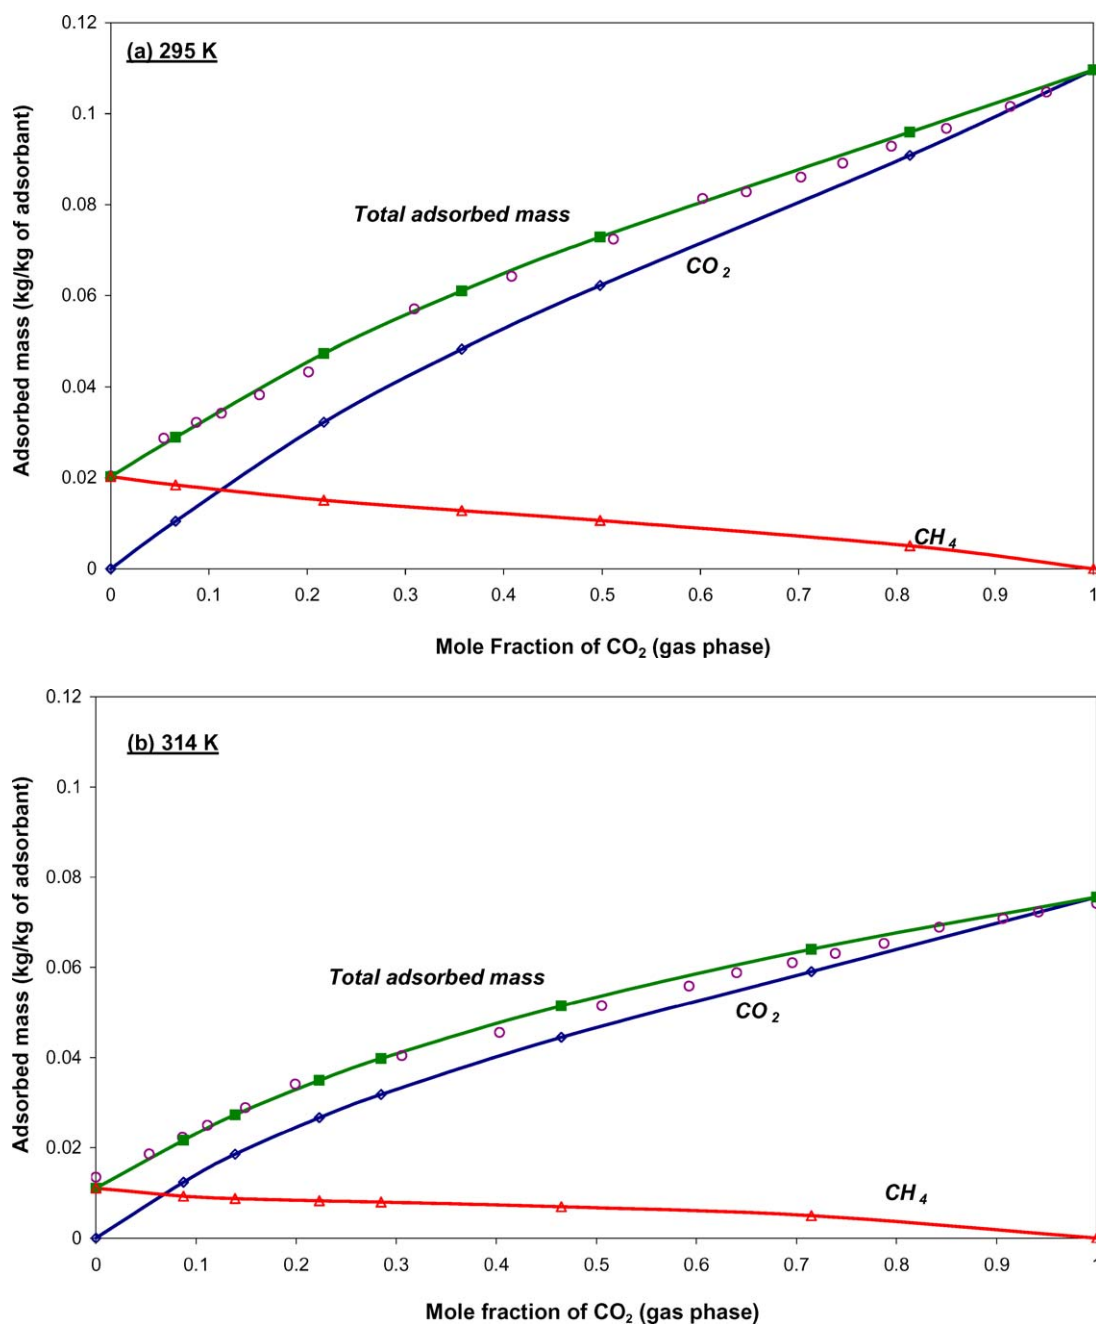 (a) 295 K
Adsorbed mass (kg/kg of adsorbant)
0.12
0.1
0.08
0.06
0.04
0.02
0
Total adsorbed mass
CO2
CH4
0 0.1 0.2 0.3 0.4 0.5 0.6 0.7 0.8 0.9 1
Mole Fraction of CO2 (gas phase)
(b) 314 K
Adsorbed mass (kg/kg of adsorbant)
0.12
0.1
0.08
0.06
0.04
0.02
0
Total adsorbed mass
CO2
CH4
0 0.1 0.2 0.3 0.4 0.5 0.6 0.7 0.8 0.9 1
Mole fraction of CO2 (gas phase)